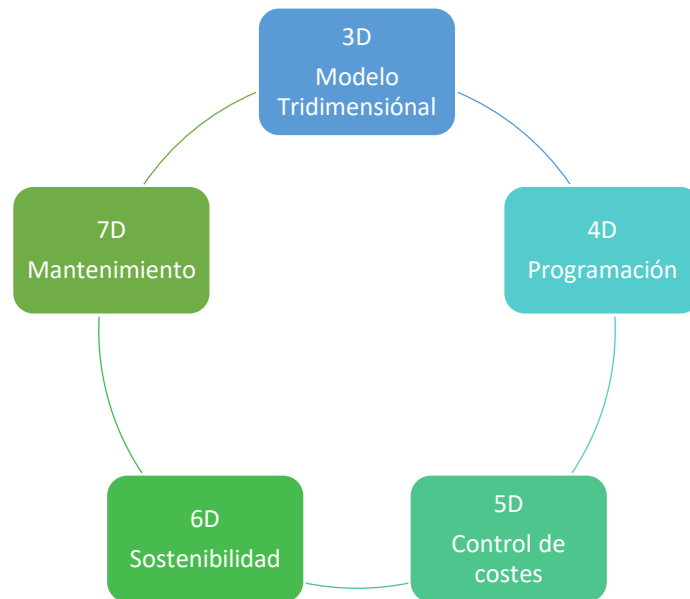 3D
Modelo
Tridimensiónal
7D
Mantenimiento
4D
Programación
6D
Sostenibilidad
5D
Control de
costes